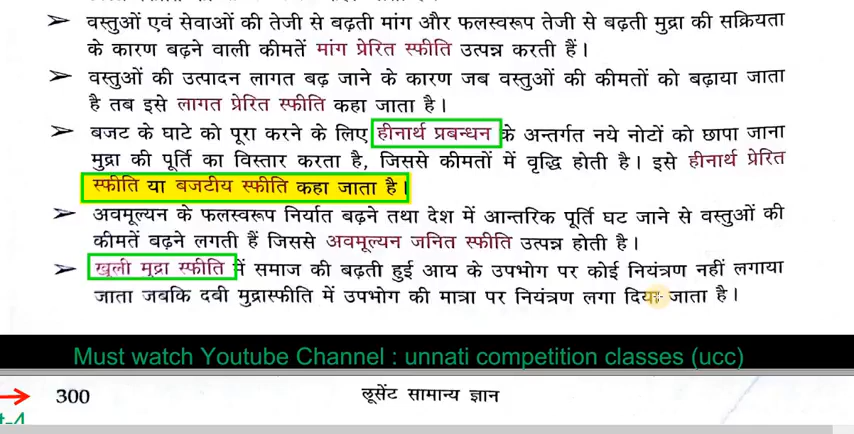 ➢ वस्तुओं एवं सेवाओं की तेजी से बढ़ती मांग और फलस्वरूप तेजी से बढ़ती मुद्रा की सक्रियता
के कारण बढ़ने वाली कीमतें मांग प्रेरित स्फीति उत्पन्न करती हैं।
➢ वस्तुओं की उत्पादन लागत बढ़ जाने के कारण जब वस्तुओं की कीमतों को बढ़ाया जाता
है तब इसे लागत प्रेरित स्फीति कहा जाता है।
➢ बजट के घाटे को पूरा करने के लिए हीनार्थ प्रबन्धन के अन्तर्गत नये नोटों को छापा जाना
मुद्रा की पूर्ति का विस्तार करता है, जिससे कीमतों में वृद्धि होती है। इसे हीनार्थ प्रेरित
स्फीति या बजटीय स्फीति कहा जाता है।
➢ अवमूल्यन के फलस्वरूप निर्यात बढ़ने तथा देश में आन्तरिक पूर्ति घट जाने से वस्तुओं की
कीमतें बढ़ने लगती हैं जिससे अवमूल्यन जनित स्फीति उत्पन्न होती है।
➢ खुली मुद्रा स्फीति में समाज की बढ़ती हुई आय के उपभोग पर कोई नियंत्रण नहीं लगाया
जाता जबकि दबी मुद्रास्फीति में उपभोग की मात्रा पर नियंत्रण लगा दिया जाता है।
Must watch Youtube Channel : unnati competition classes (ucc)
300 लूसेंट सामान्य ज्ञान